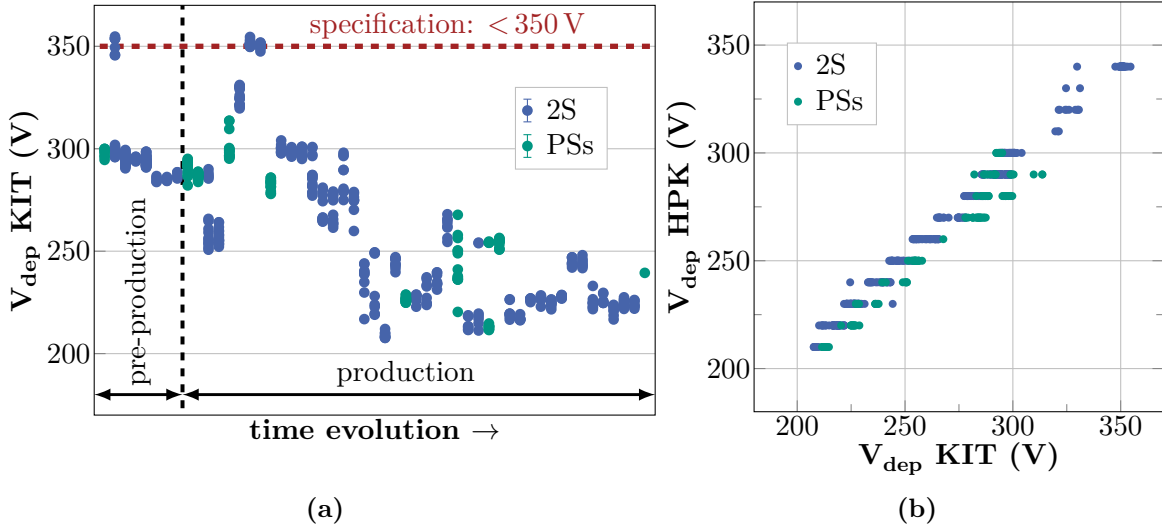 specification: < 350 V
350
300
250
200
V_dep KIT (V)
2S
PSs
pre-production
production
time evolution →
(a)
350
300
250
200
V_dep HPK (V)
2S
PSs
200 250 300 350
V_dep KIT (V)
(b)